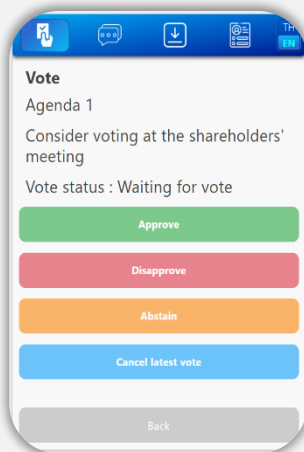 TH
EN
Vote
Agenda 1
Consider voting at the shareholders'
meeting
Vote status : Waiting for vote
Approve
Disapprove
Abstain
Cancel latest vote
Back